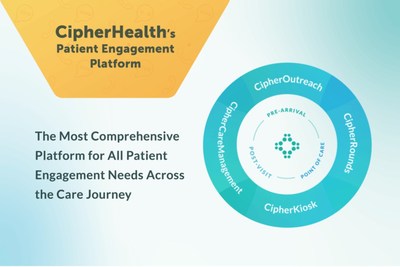 CipherHealth's
Patient Engagement
Platform
The Most Comprehensive
Platform for All Patient
Engagement Needs Across
the Care Journey
CipherOutreach
CipherRounds
CipherKiosk
CipherCareManagement
PRE-ARRIVAL
POINT OF CARE
POST-VISIT